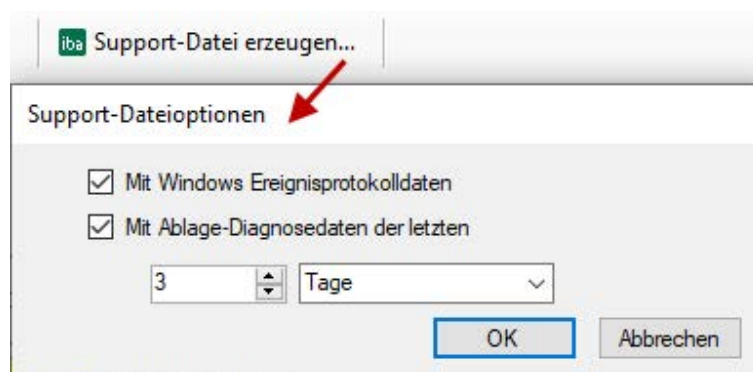 iba Support-Datei erzeugen...
Support-Dateioptionen
Mit Windows Ereignisprotokolldaten
Mit Ablage-Diagnosedaten der letzten
3 Tage
OK Abbrechen